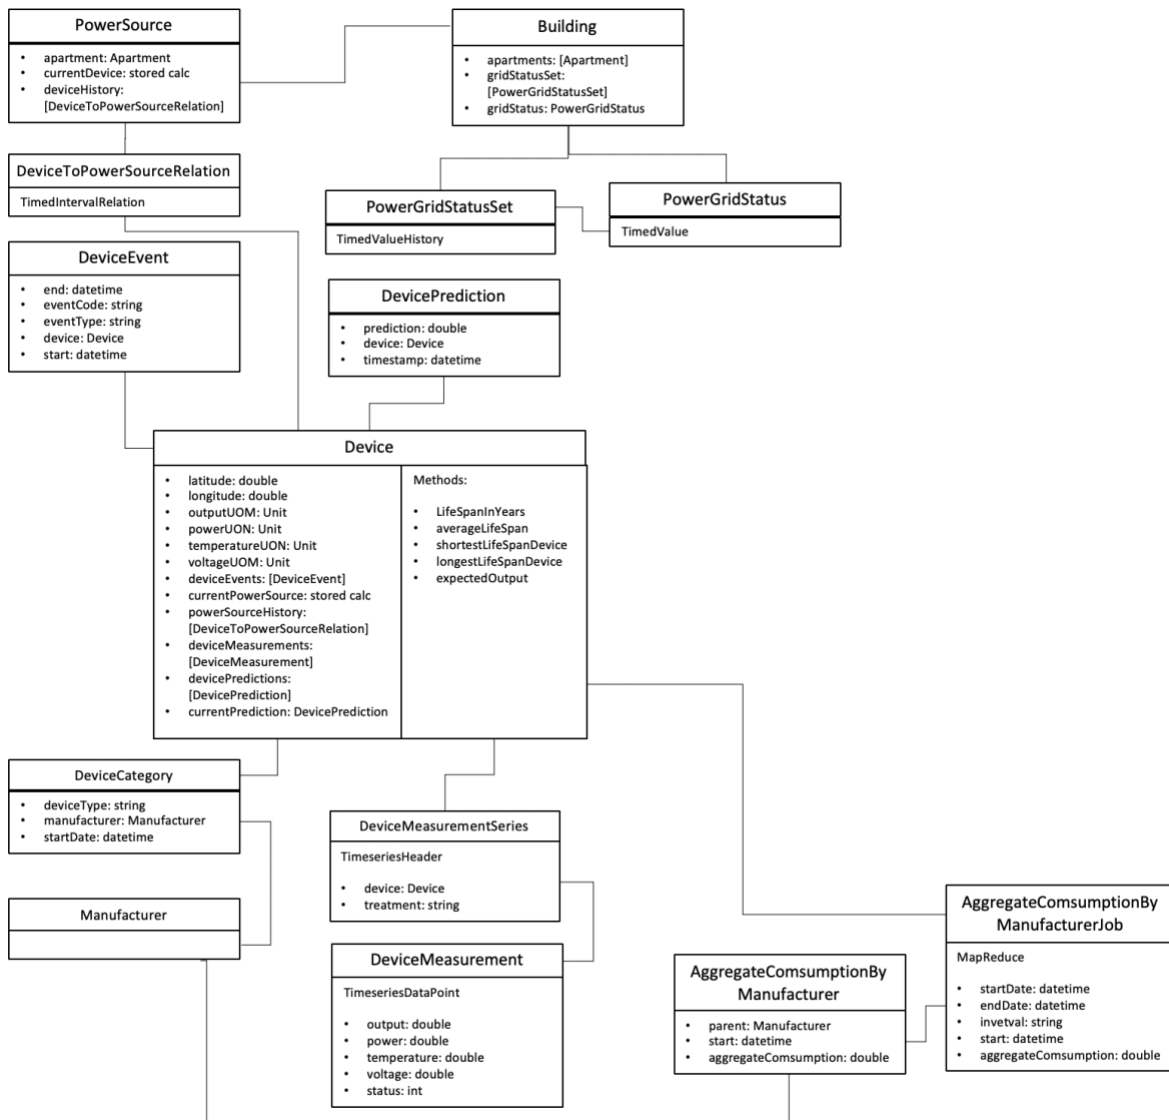 PowerSource
• apartment: Apartment
• currentDevice: stored calc
• deviceHistory:
[DeviceToPowerSourceRelation]
Building
• apartments: [Apartment]
• gridStatusSet:
[PowerGridStatusSet]
• gridStatus: PowerGridStatus
DeviceToPowerSourceRelation
TimedIntervalRelation
PowerGridStatusSet
TimedValueHistory
PowerGridStatus
TimedValue
DeviceEvent
• end: datetime
• eventCode: string
• eventType: string
• device: Device
• start: datetime
DevicePrediction
• prediction: double
• device: Device
• timestamp: datetime
Device
• latitude: double
• longitude: double
• outputUOM: Unit
• powerUON: Unit
• temperatureUON: Unit
• voltageUOM: Unit
• deviceEvents: [DeviceEvent]
• currentPowerSource: stored calc
• powerSourceHistory:
[DeviceToPowerSourceRelation]
• deviceMeasurements:
[DeviceMeasurement]
• devicePredictions:
[DevicePrediction]
• currentPrediction: DevicePrediction
Methods:
• LifeSpanInYears
• averageLifeSpan
• shortestLifeSpanDevice
• longestLifeSpanDevice
• expectedOutput
DeviceCategory
• deviceType: string
• manufacturer: Manufacturer
• startDate: datetime
Manufacturer
DeviceMeasurementSeries
TimeseriesHeader
• device: Device
• treatment: string
DeviceMeasurement
TimeseriesDataPoint
• output: double
• power: double
• temperature: double
• voltage: double
• status: int
AggregateComsumptionBy
Manufacturer
• parent: Manufacturer
• start: datetime
• aggregateComsumption: double
AggregateComsumptionBy
ManufacturerJob
MapReduce
• startDate: datetime
• endDate: datetime
• invetval: string
• start: datetime
• aggregateComsumption: double